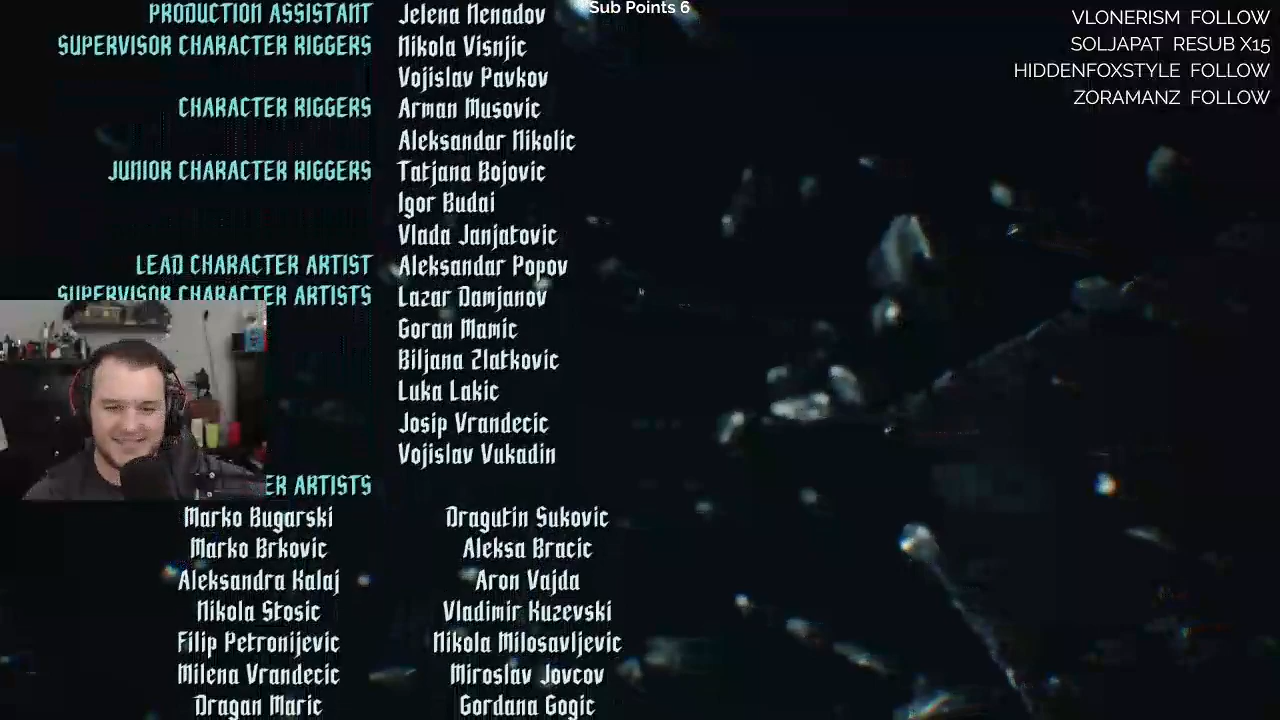 Sub Points 6
VLONERISM FOLLOW
SOLJAPAT RESUB X15
HIDDENFOXSTYLE FOLLOW
ZORAMANZ FOLLOW
PRODUCTION ASSISTANT Jelena Nenadov
SUPERVISOR CHARACTER RIGGERS Nikola Visnjic
Vojislav Pavkov
CHARACTER RIGGERS Arman Musovic
Aleksandar Nikolic
JUNIOR CHARACTER RIGGERS Tatjana Bojovic
Igor Budai
Vlada Janjatovic
LEAD CHARACTER ARTIST Aleksandar Popov
SUPERVISOR CHARACTER ARTISTS Lazar Damjanov
Goran Mamic
Biljana Zlatkovic
Luka Lakic
Josip Vrandecic
Vojislav Vukadin
ER ARTISTS
Marko Bugarski Dragutin Sukovic
Marko Brkovic Aleksa Bracic
Aleksandra Kalaj Aron Vajda
Nikola Stosic Vladimir Kuzevski
Filip Petronijevic Nikola Milosavljevic
Milena Vrandecic Miroslav Jovcov
Dragan Maric Gordana Gogic